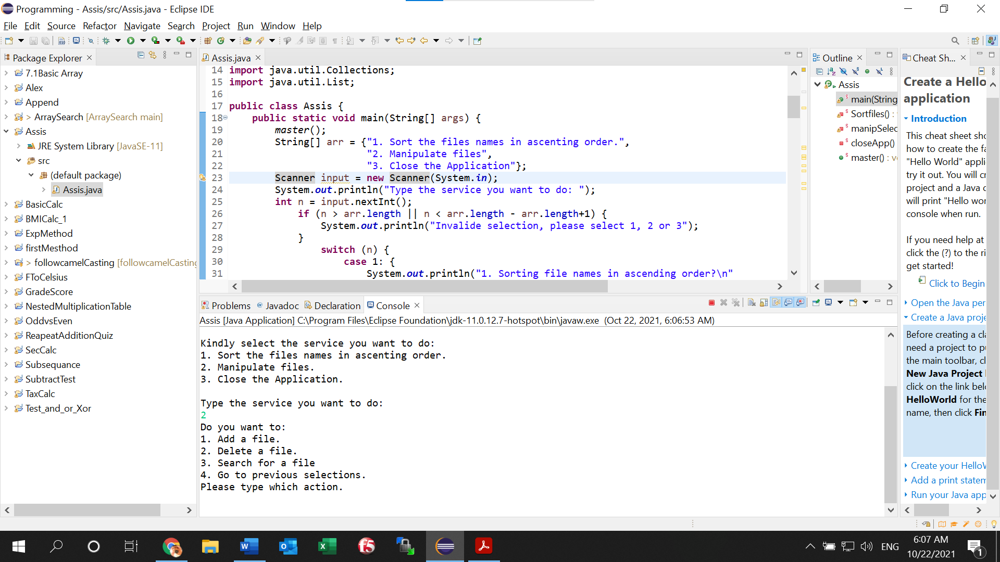 Programming - Assis/src/Assis.java - Eclipse IDE
File Edit Source Refactor Navigate Search Project Run Window Help
Package Explorer
7.1Basic Array
Alex
Append
> ArraySearch [ArraySearch main]
Assis
JRE System Library [JavaSE-11]
src
(default package)
Assis.java
BasicCalc
BMICalc_1
ExpMethod
firstMesthod
> followcamelCasting [followcamelCasting
FToCelsius
GradeScore
NestedMultiplicationTable
OddvsEven
ReapeatAdditionQuiz
SecCalc
Subsequance
SubtractTest
TaxCalc
Test_and_or_Xor
Assis.java
14 import java.util.Collections;
15 import java.util.List;
16
17 public class Assis {
18 public static void main(String[] args) {
19 master();
20 String[] arr = {"1. Sort the files names in ascenting order.",
21 "2. Manipulate files",
22 "3. Close the Application"};
23 Scanner input = new Scanner(System.in);
24 System.out.println("Type the service you want to do: ");
25 int n = input.nextInt();
26 if (n > arr.length || n < arr.length - arr.length+1) {
27 System.out.println("Invalide selection, please select 1, 2 or 3");
28 }
29 switch (n) {
30 case 1: {
31 System.out.println("1. Sorting file names in ascending order?\n"
Problems @ Javadoc Declaration Console
Assis [Java Application] C:\Program Files\Eclipse Foundation\jdk-11.0.12.7-hotspot\bin\javaw.exe (Oct 22, 2021, 6:06:53 AM)
Kindly select the service you want to do:
1. Sort the files names in ascenting order.
2. Manipulate files.
3. Close the Application.
Type the service you want to do:
2
Do you want to:
1. Add a file.
2. Delete a file.
3. Search for a file
4. Go to previous selections.
Please type which action.
Outline
Assis
main(String
Sortfiles() :
manipSelec
closeApp()
master() : v
Cheat Sh...
Create a Hello
application
Introduction
This cheat sheet sho
how to create the fa
"Hello World" appli
try it out. You will cr
project and a Java c
will print "Hello wor
console when run.
If you need help at
click the (?) to the ri
get started!
Click to Begin
Open the Java per
Create a Java proje
Before creating a cla
need a project to pu
the main toolbar, cl
New Java Project
click on the link bel
HelloWorld for the
name, then click Fin
Create your HelloW
Add a print statem
Run your Java app
ENG
6:07 AM
10/22/2021
1